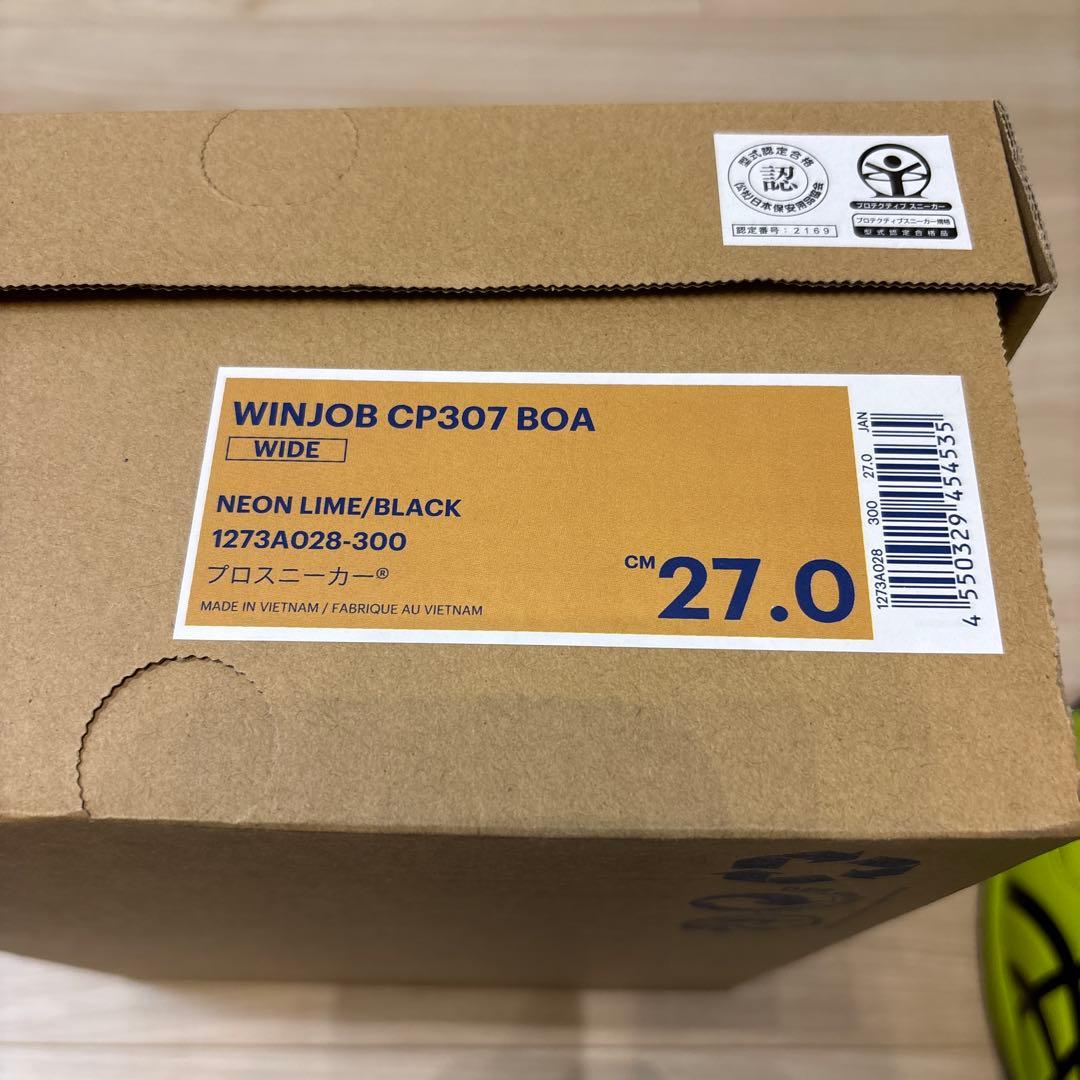 型式認定合格
認
(公社)日本保安用品協会
認定番号:2169
プロテクティブ スニーカー
プロテクティブスニーカー規格
型式認定合格品
WINJOB CP307 BOA
WIDE
NEON LIME/BLACK
1273A028-300
プロスニーカー®
MADE IN VIETNAM / FABRIQUE AU VIETNAM
CM 27.0
1273A028 300 27.0 JAN
4 550329 454535